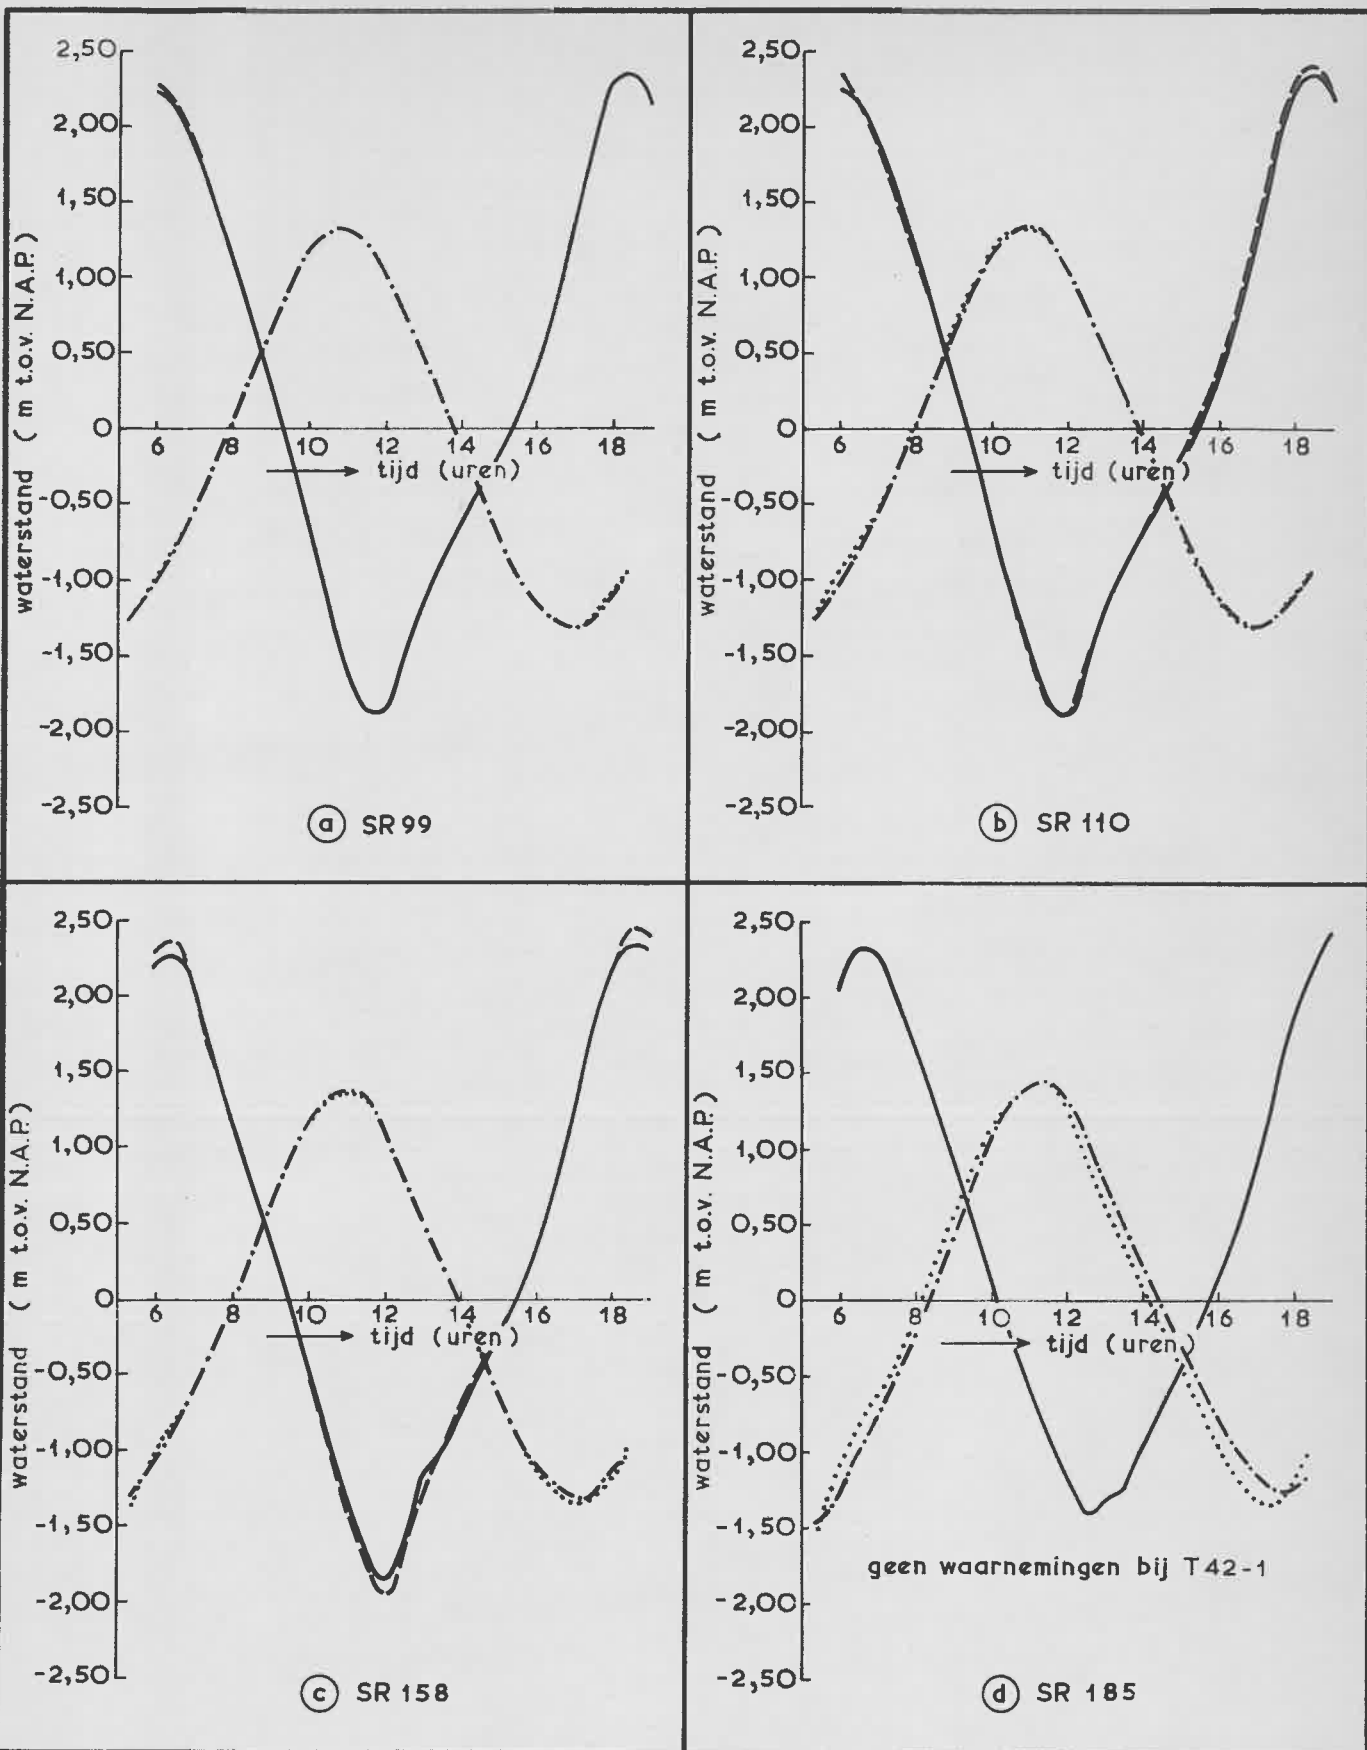 2,50
2,00
1,50
1,00
0,50
0
-0,50
-1,00
-1,50
-2,00
-2,50
waterstand ( m t.o.v. N.A.P.)
6 8 10 12 14 16 18
tijd (uren)
a SR 99
2,50
2,00
1,50
1,00
0,50
0
-0,50
-1,00
-1,50
-2,00
-2,50
waterstand ( m t.o.v. N.A.P.)
6 8 10 12 14 16 18
tijd (uren)
b SR 110
2,50
2,00
1,50
1,00
0,50
0
-0,50
-1,00
-1,50
-2,00
-2,50
waterstand ( m t.o.v. N.A.P.)
6 8 10 12 14 16 18
tijd (uren)
c SR 158
2,50
2,00
1,50
1,00
0,50
0
-0,50
-1,00
-1,50
-2,00
-2,50
waterstand ( m t.o.v. N.A.P.)
6 8 10 12 14 16 18
tijd (uren)
geen waarnemingen bij T42-1
d SR 185